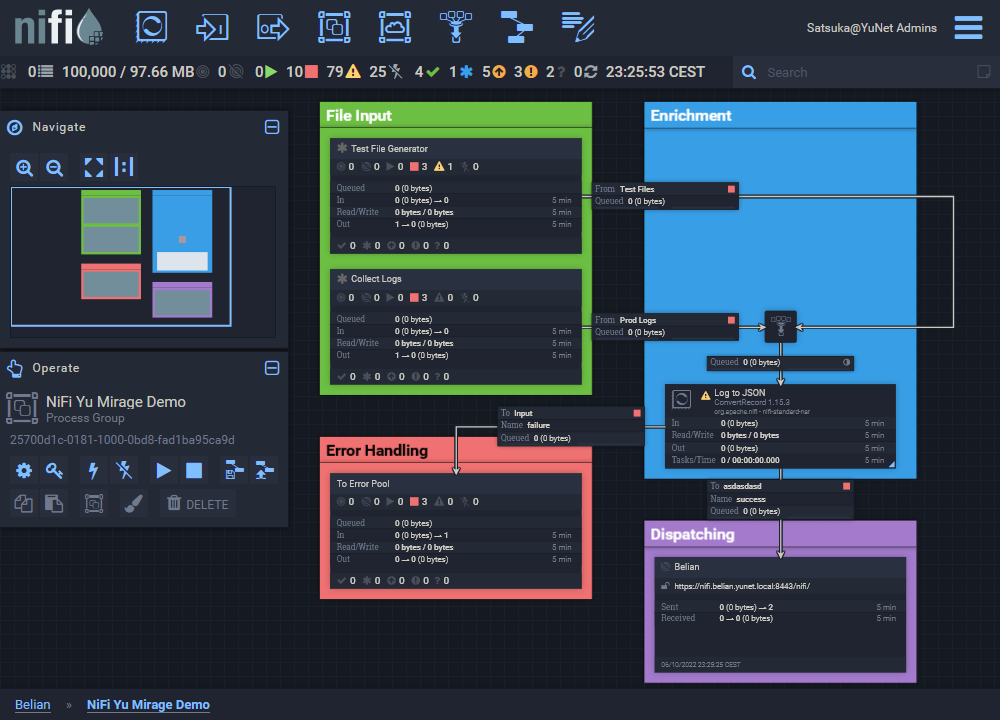 nifi
Satsuka@YuNet Admins
0 100,000 / 97.66 MB 0 0 10 79 25 4 1 5 3 2 ? 0 23:25:53 CEST
Search
Navigate
Operate
NiFi Yu Mirage Demo
Process Group
25700d1c-0181-1000-0bd8-fad1ba95ca9d
DELETE
File Input
Test File Generator
0 0 0 3 1 0
Queued 0 (0 bytes)
In 0 (0 bytes) → 0 5 min
Read/Write 0 bytes / 0 bytes 5 min
Out 1 → 0 (0 bytes) 5 min
0 0 0 0 ? 0
Collect Logs
0 0 0 3 0 0
Queued 0 (0 bytes)
In 0 (0 bytes) → 0 5 min
Read/Write 0 bytes / 0 bytes 5 min
Out 1 → 0 (0 bytes) 5 min
0 0 0 0 ? 0
Enrichment
From Test Files
Queued 0 (0 bytes)
From Prod Logs
Queued 0 (0 bytes)
Queued 0 (0 bytes)
Log to JSON
ConvertRecord 1.15.3
org.apache.nifi - nifi-standard-nar
In 0 (0 bytes) 5 min
Read/Write 0 bytes / 0 bytes 5 min
Out 0 (0 bytes) 5 min
Tasks/Time 0 / 00:00:00.000 5 min
To Input
Name failure
Queued 0 (0 bytes)
Error Handling
To Error Pool
0 0 0 3 0 0
Queued 0 (0 bytes)
In 0 (0 bytes) → 1 5 min
Read/Write 0 bytes / 0 bytes 5 min
Out 0 → 0 (0 bytes) 5 min
0 0 0 0 ? 0
To asdasdasd
Name success
Queued 0 (0 bytes)
Dispatching
Belian
https://nifi.belian.yunet.local:8443/nifi/
Sent 0 (0 bytes) → 2 5 min
Received 0 → 0 (0 bytes) 5 min
06/10/2022 23:25:25 CEST
Belian » NiFi Yu Mirage Demo